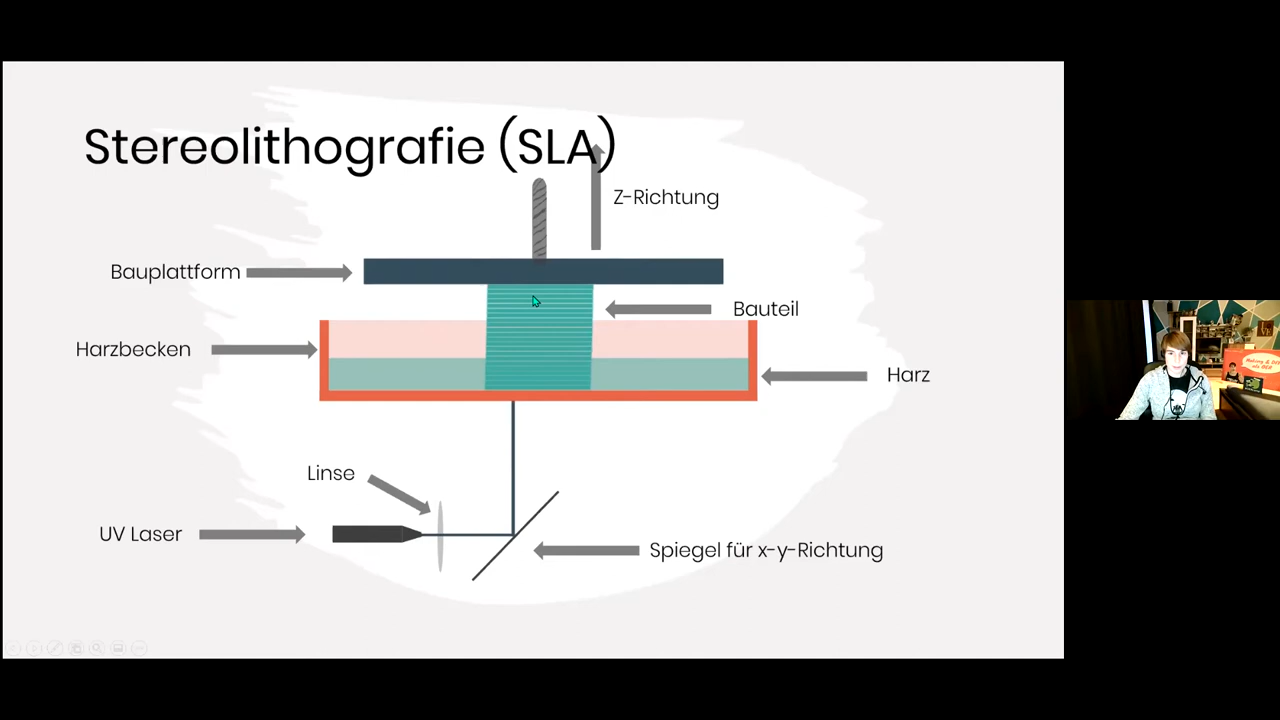 Stereolithografie (SLA)
Z-Richtung
Bauplattform
Bauteil
Harzbecken
Harz
Linse
UV Laser
Spiegel für x-y-Richtung